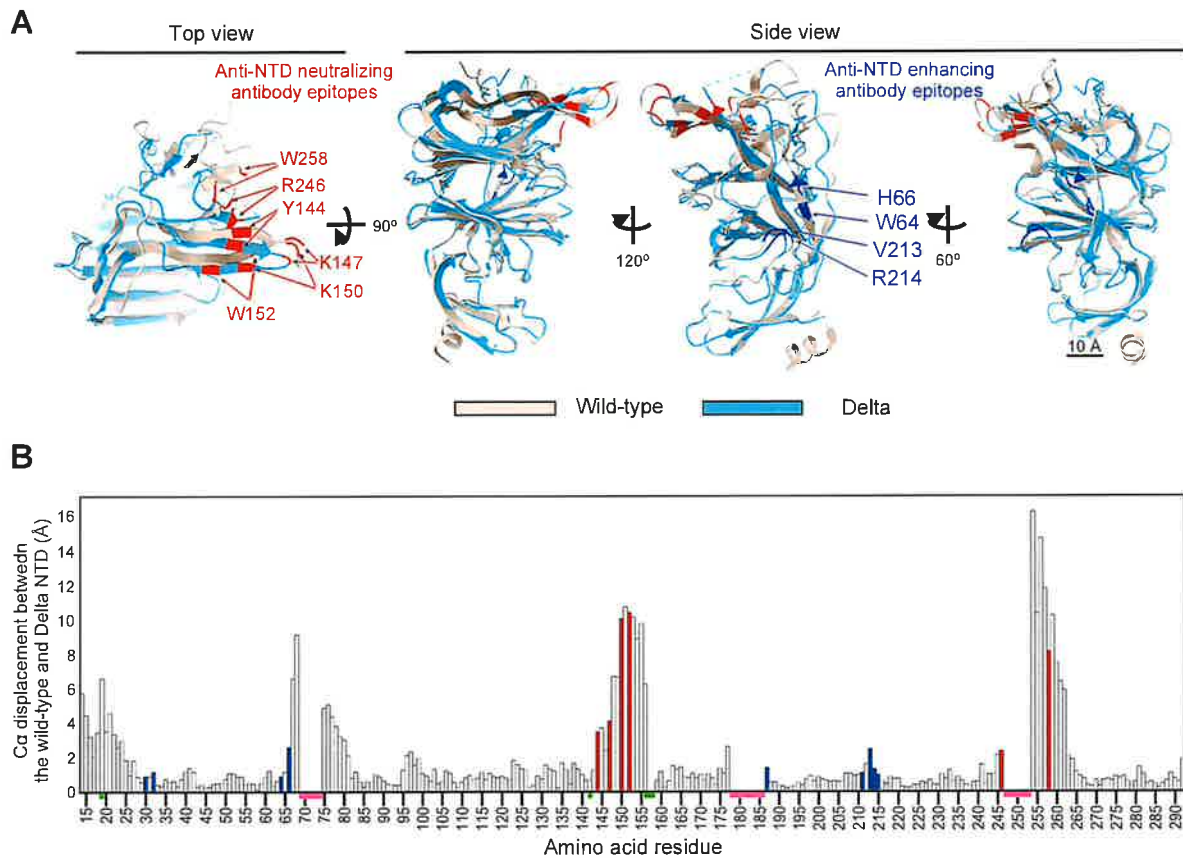 A
Top view
Side view
Anti-NTD neutralizing
antibody epitopes
Anti-NTD enhancing
antibody epitopes
W258
R246
Y144
K147
K150
W152
90º
120º
H66
W64
V213
R214
60º
10 Å
Wild-type
Delta
B
Cα displacement betwedn
the wild-type and Delta NTD (Å)
16
14
12
10
8
6
4
2
0
15 20 25 30 35 40 45 50 55 60 65 70 75 80 85 90 95 100 105 110 115 120 125 130 135 140 145 150 155 160 165 170 175 180 185 190 195 200 205 210 215 220 225 230 235 240 245 250 255 260 265 270 275 280 285 290
Amino acid residue